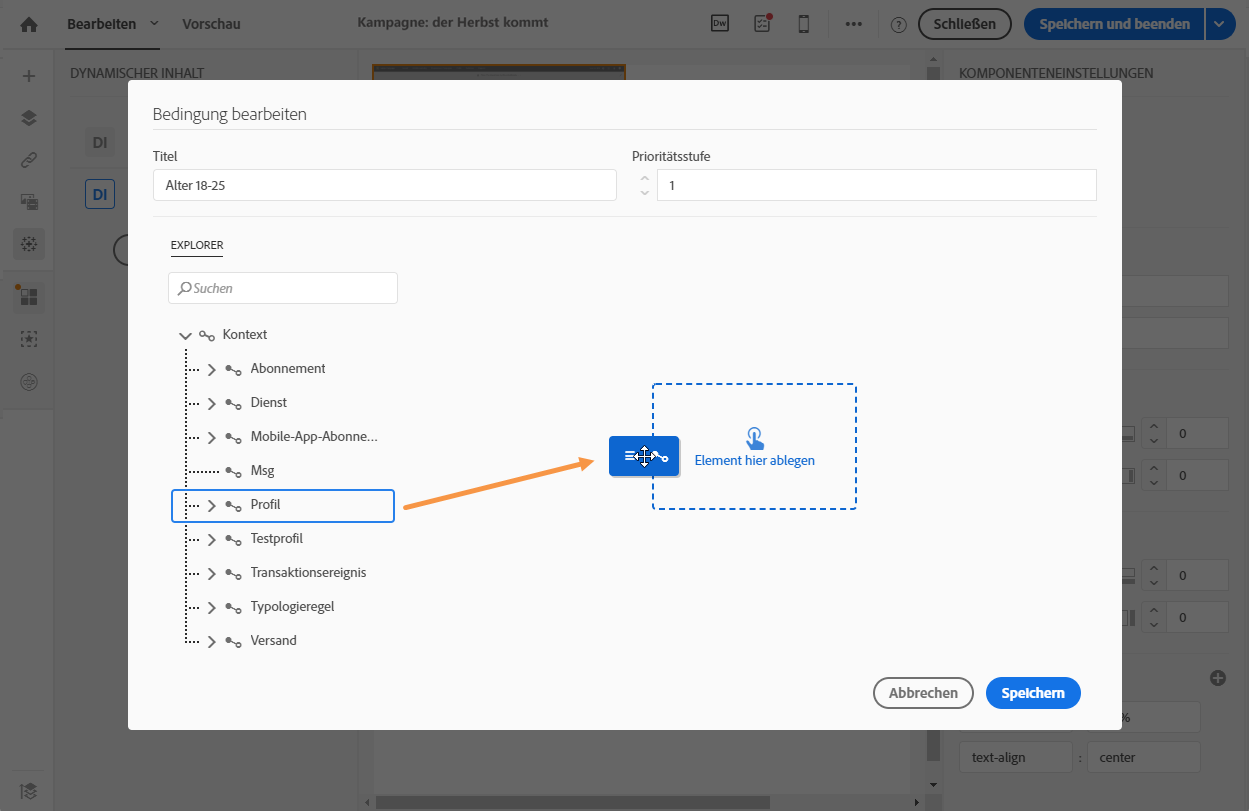 Bearbeiten
Vorschau
Kampagne: der Herbst kommt
Dw
?
Schließen
Speichern und beenden
DYNAMISCHER INHALT
KOMPONENTENEINSTELLUNGEN
DI
DI
Bedingung bearbeiten
Titel
Prioritätsstufe
Alter 18-25
1
EXPLORER
Suchen
Kontext
Abonnement
Dienst
Mobile-App-Abonne...
Msg
Profil
Testprofil
Transaktionsereignis
Typologieregel
Versand
Element hier ablegen
0
0
0
0
Abbrechen
Speichern
%
text-align
:
center